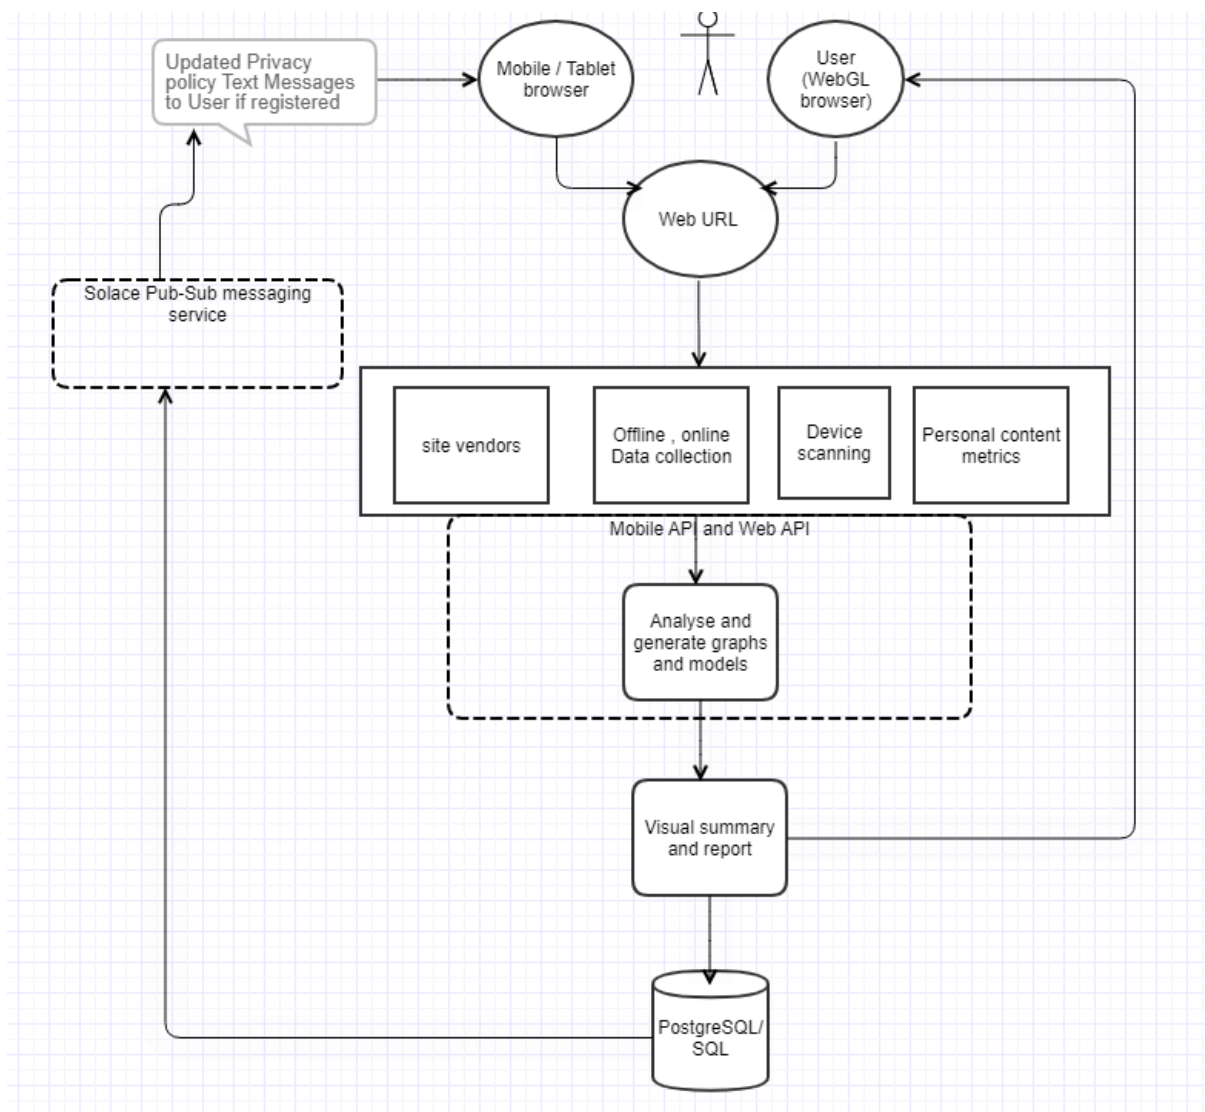 Updated Privacy
policy Text Messages
to User if registered
Mobile / Tablet
browser
User
(WebGL
browser)
Web URL
Solace Pub-Sub messaging
service
site vendors
Offline , online
Data collection
Device
scanning
Personal content
metrics
Mobile API and Web API
Analyse and
generate graphs
and models
Visual summary
and report
PostgreSQL/
SQL